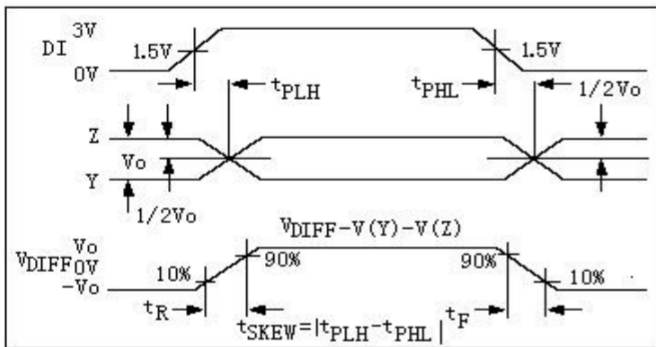 3V
DI 1.5V 1.5V
0V
tPLH tPHL 1/2Vo
Z
Vo
Y
1/2Vo
VDIFF-V(Y)-V(Z)
Vo
VDIFF 0V 90% 90%
-Vo 10% 10%
tR tF
tSKEW=|tPLH-tPHL|